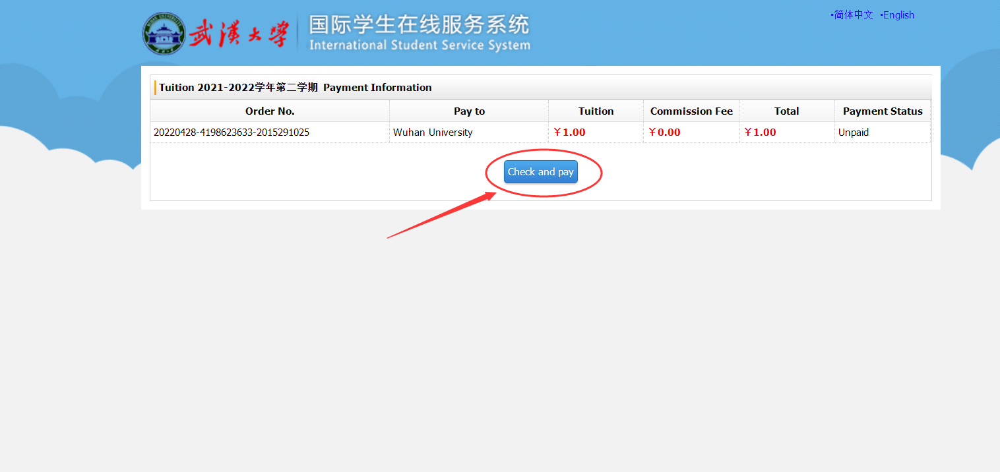 武漢大学
国际学生在线服务系统
International Student Service System
•简体中文 •English
Tuition 2021-2022学年第二学期 Payment Information
Order No. Pay to Tuition Commission Fee Total Payment Status
20220428-4198623633-2015291025 Wuhan University ￥1.00 ￥0.00 ￥1.00 Unpaid
Check and pay